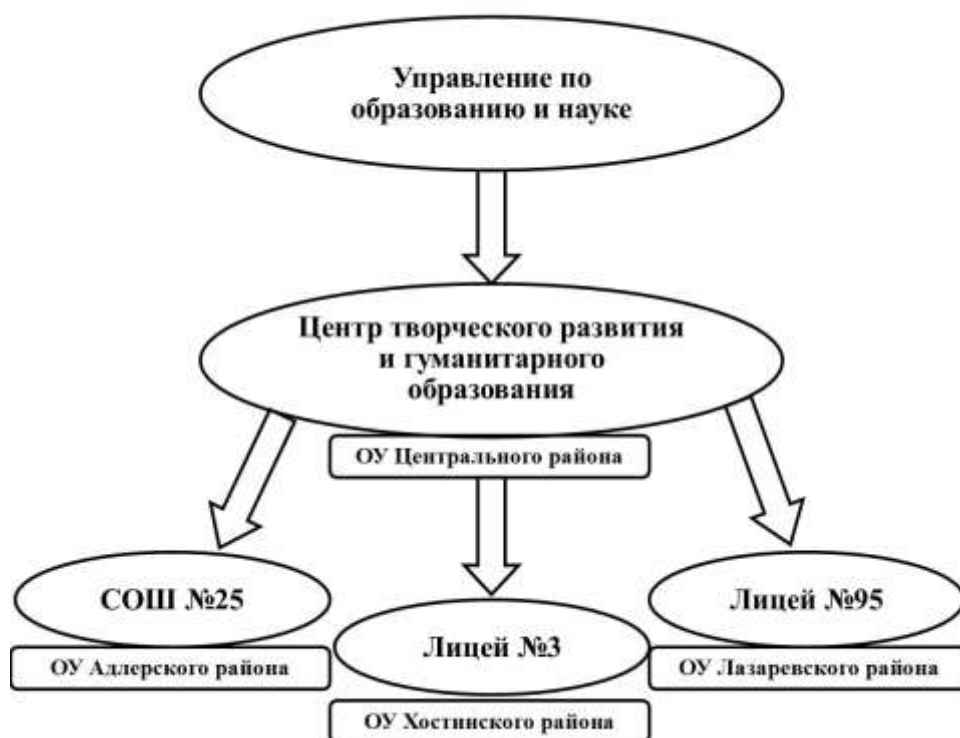 Управление по
образованию и науке
Центр творческого развития
и гуманитарного
образования
ОУ Центрального района
СОШ №25
ОУ Адлерского района
Лицей №3
ОУ Хостинского района
Лицей №95
ОУ Лазаревского района